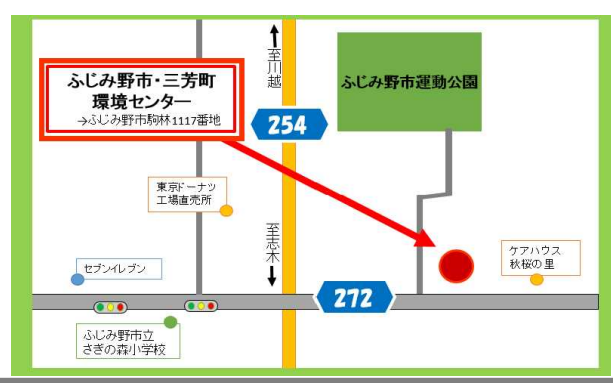 至川越
ふじみ野市・三芳町
環境センター
→ふじみ野市駒林1117番地
ふじみ野市運動公園
254
東京ドーナツ
工場直売所
至志木
セブンイレブン
ケアハウス
秋桜の里
272
ふじみ野市立
さぎの森小学校